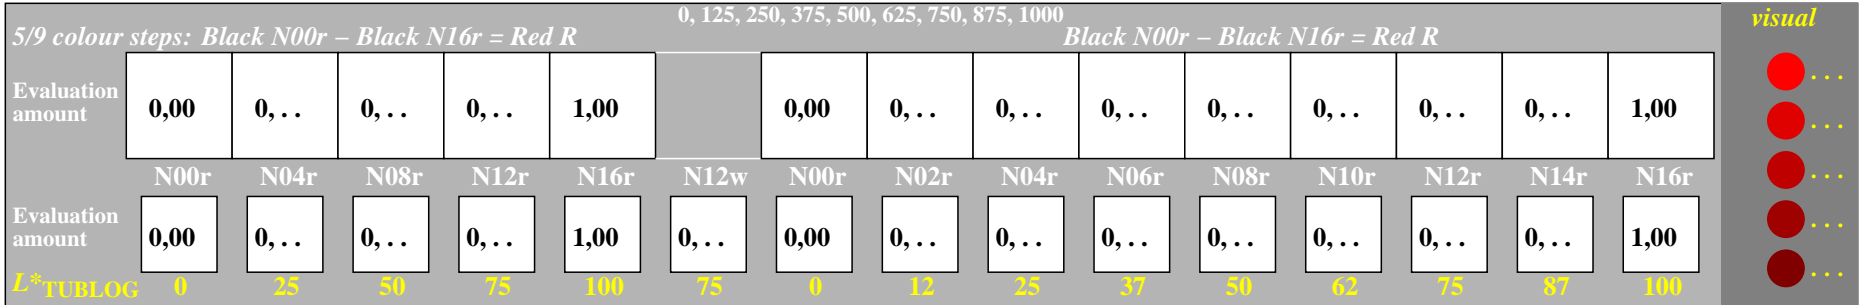 0, 125, 250, 375, 500, 625, 750, 875, 1000
visual
5/9 colour steps: Black N00r – Black N16r = Red R Black N00r – Black N16r = Red R
Evaluation amount 0,00 0, . . 0, . . 0, . . 1,00 0,00 0, . . 0, . . 0, . . 0, . . 0, . . 0, . . 0, . . 1,00
N00r N04r N08r N12r N16r N12w N00r N02r N04r N06r N08r N10r N12r N14r N16r
Evaluation amount 0,00 0, . . 0, . . 0, . . 1,00 0, . . 0,00 0, . . 0, . . 0, . . 0, . . 0, . . 0, . . 0, . . 1,00
L*TUBLOG 0 25 50 75 100 75 0 12 25 37 50 62 75 87 100
. . .
. . .
. . .
. . .
. . .